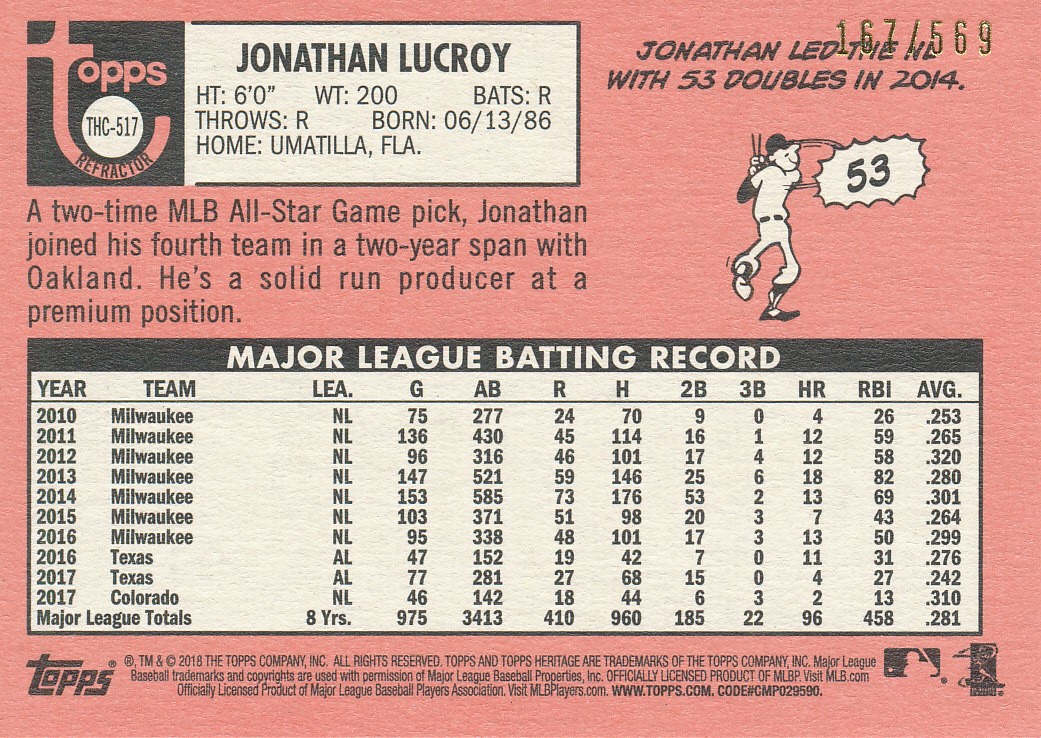 Topps
THC-517
REFRACTOR
JONATHAN LUCROY
HT: 6'0" WT: 200 BATS: R
THROWS: R BORN: 06/13/86
HOME: UMATILLA, FLA.
167/569
JONATHAN LED THE NL
WITH 53 DOUBLES IN 2014.
53
A two-time MLB All-Star Game pick, Jonathan
joined his fourth team in a two-year span with
Oakland. He's a solid run producer at a
premium position.
MAJOR LEAGUE BATTING RECORD
YEAR TEAM LEA. G AB R H 2B 3B HR RBI AVG.
2010 Milwaukee NL 75 277 24 70 9 0 4 26 .253
2011 Milwaukee NL 136 430 45 114 16 1 12 59 .265
2012 Milwaukee NL 96 316 46 101 17 4 12 58 .320
2013 Milwaukee NL 147 521 59 146 25 6 18 82 .280
2014 Milwaukee NL 153 585 73 176 53 2 13 69 .301
2015 Milwaukee NL 103 371 51 98 20 3 7 43 .264
2016 Milwaukee NL 95 338 48 101 17 3 13 50 .299
2016 Texas AL 47 152 19 42 7 0 11 31 .276
2017 Texas AL 77 281 27 68 15 0 4 27 .242
2017 Colorado NL 46 142 18 44 6 3 2 13 .310
Major League Totals 8 Yrs. 975 3413 410 960 185 22 96 458 .281
Topps ® ®, TM & © 2018 THE TOPPS COMPANY, INC. ALL RIGHTS RESERVED. TOPPS AND TOPPS HERITAGE ARE TRADEMARKS OF THE TOPPS COMPANY, INC. Major League
Baseball trademarks and copyrights are used with permission of Major League Baseball Properties, Inc. OFFICIALLY LICENSED PRODUCT OF MLBP. Visit MLB.com
Officially Licensed Product of Major League Baseball Players Association. Visit MLBPlayers.com. WWW.TOPPS.COM. CODE#CMP029590.